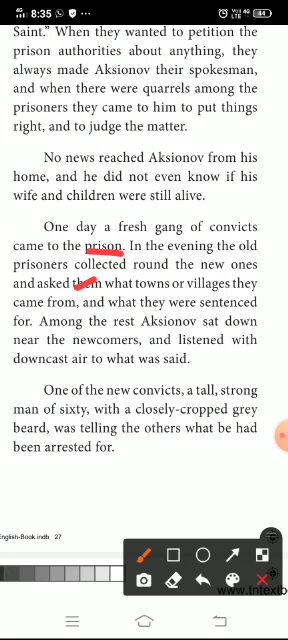 4G 8:35
Vo) 4G
LTE 44
Saint.” When they wanted to petition the
prison authorities about anything, they
always made Aksionov their spokesman,
and when there were quarrels among the
prisoners they came to him to put things
right, and to judge the matter.
No news reached Aksionov from his
home, and he did not even know if his
wife and children were still alive.
One day a fresh gang of convicts
came to the prison. In the evening the old
prisoners collected round the new ones
and asked them what towns or villages they
came from, and what they were sentenced
for. Among the rest Aksionov sat down
near the newcomers, and listened with
downcast air to what was said.
One of the new convicts, a tall, strong
man of sixty, with a closely-cropped grey
beard, was telling the others what be had
been arrested for.
English-Book.indb 27
www.tntextb